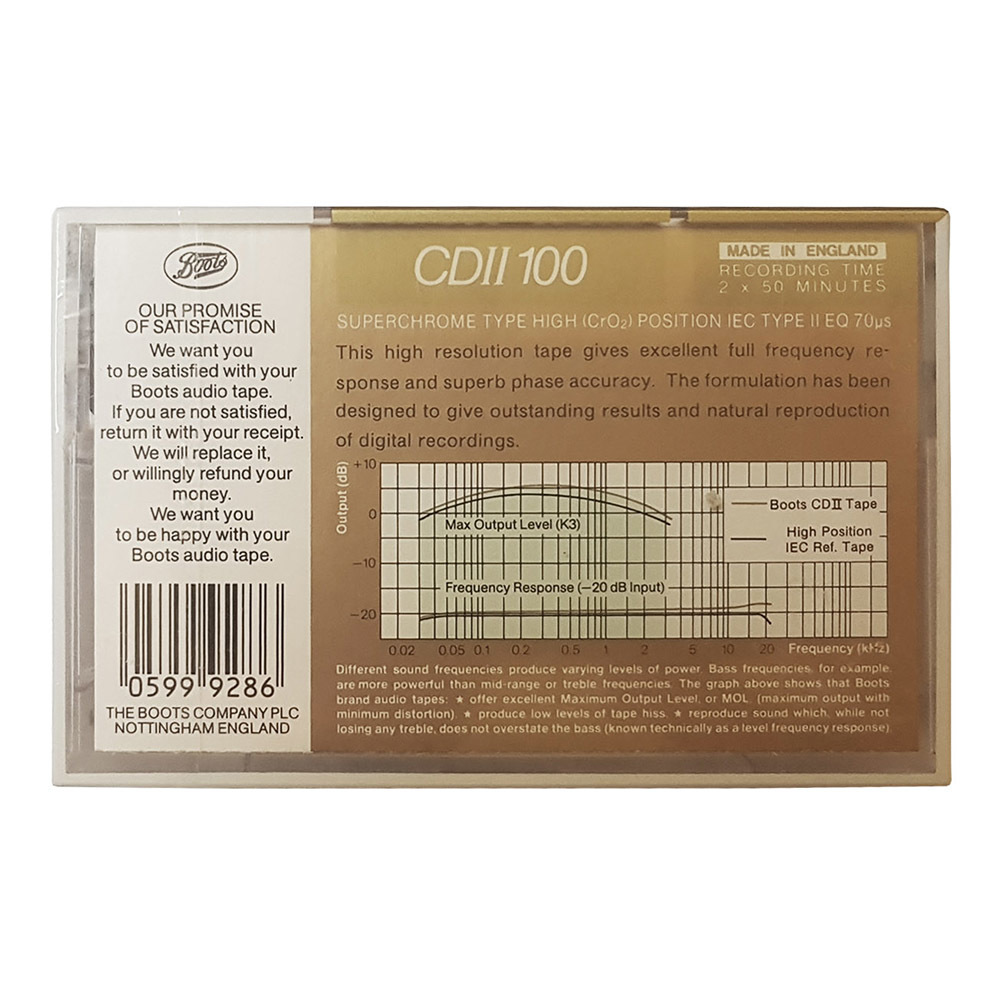 Boots
OUR PROMISE
OF SATISFACTION
We want you
to be satisfied with your
Boots audio tape.
If you are not satisfied,
return it with your receipt.
We will replace it,
or willingly refund your
money.
We want you
to be happy with your
Boots audio tape.
0599 9286
THE BOOTS COMPANY PLC
NOTTINGHAM ENGLAND
CDII 100
MADE IN ENGLAND
RECORDING TIME
2 x 50 MINUTES
SUPERCHROME TYPE HIGH (CrO₂) POSITION IEC TYPE II EQ 70µs
This high resolution tape gives excellent full frequency re-
sponse and superb phase accuracy. The formulation has been
designed to give outstanding results and natural reproduction
of digital recordings.
Output (dB)
+10
0
−10
−20
Max Output Level (K3)
Boots CDII Tape
High Position
IEC Ref. Tape
Frequency Response (−20 dB Input)
0.02 0.05 0.1 0.2 0.5 1 2 5 10 20 Frequency (kHz)
Different sound frequencies produce varying levels of power. Bass frequencies, for example,
are more powerful than mid-range or treble frequencies. The graph above shows that Boots
brand audio tapes: ★ offer excellent Maximum Output Level, or MOL, (maximum output with
minimum distortion). ★ produce low levels of tape hiss. ★ reproduce sound which, while not
losing any treble, does not overstate the bass (known technically as a level frequency response).